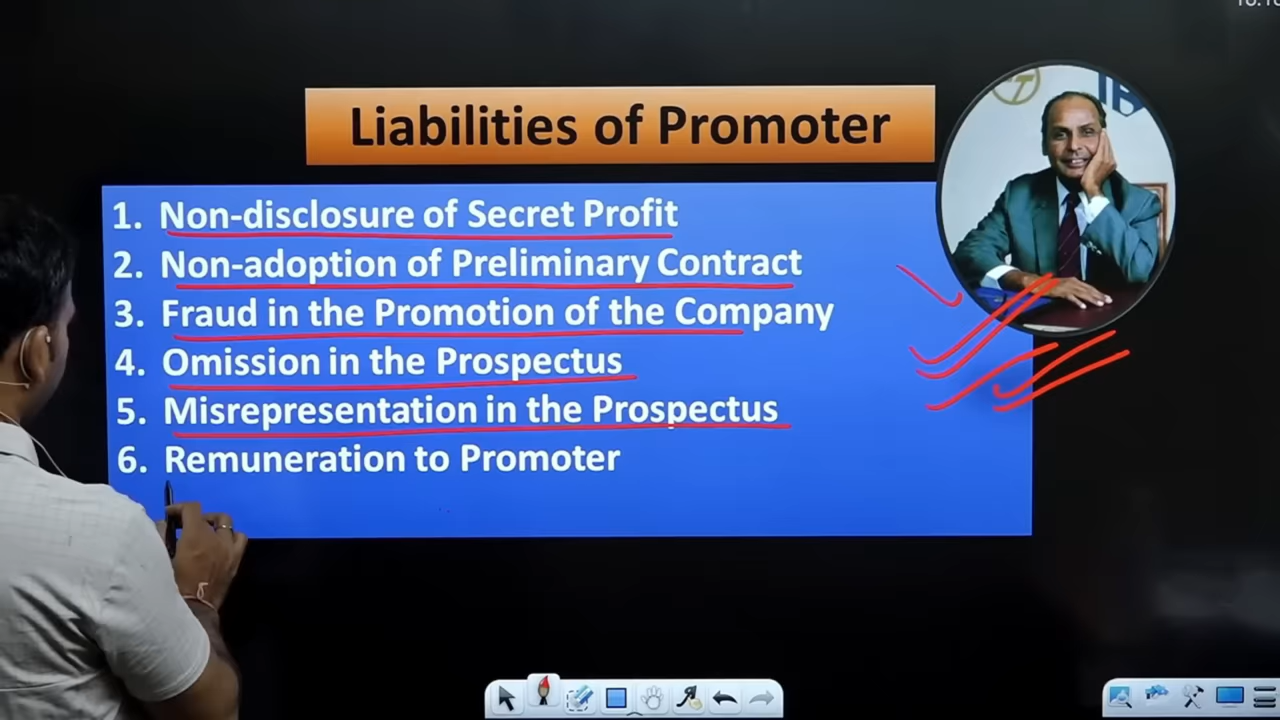 Liabilities of Promoter
1. Non-disclosure of Secret Profit
2. Non-adoption of Preliminary Contract
3. Fraud in the Promotion of the Company
4. Omission in the Prospectus
5. Misrepresentation in the Prospectus
6. Remuneration to Promoter